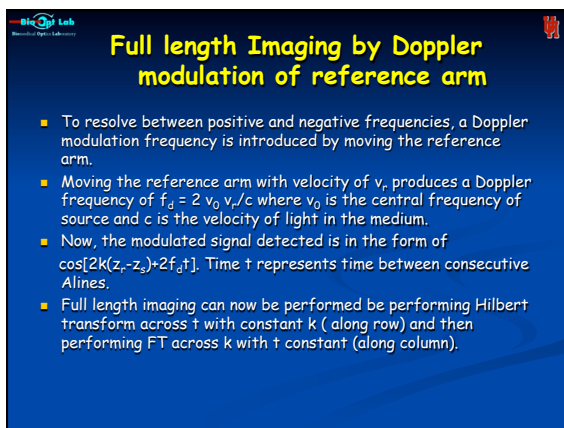 Bio Opt Lab
Biomedical Optics Laboratory
Full length Imaging by Doppler
modulation of reference arm
To resolve between positive and negative frequencies, a Doppler
modulation frequency is introduced by moving the reference
arm.
Moving the reference arm with velocity of vᵣ produces a Doppler
frequency of f_d = 2 v₀ vᵣ/c where v₀ is the central frequency of
source and c is the velocity of light in the medium.
Now, the modulated signal detected is in the form of
cos[2k(zᵣ-zₛ)+2f_dt]. Time t represents time between consecutive
Alines.
Full length imaging can now be performed be performing Hilbert
transform across t with constant k ( along row) and then
performing FT across k with t constant (along column).